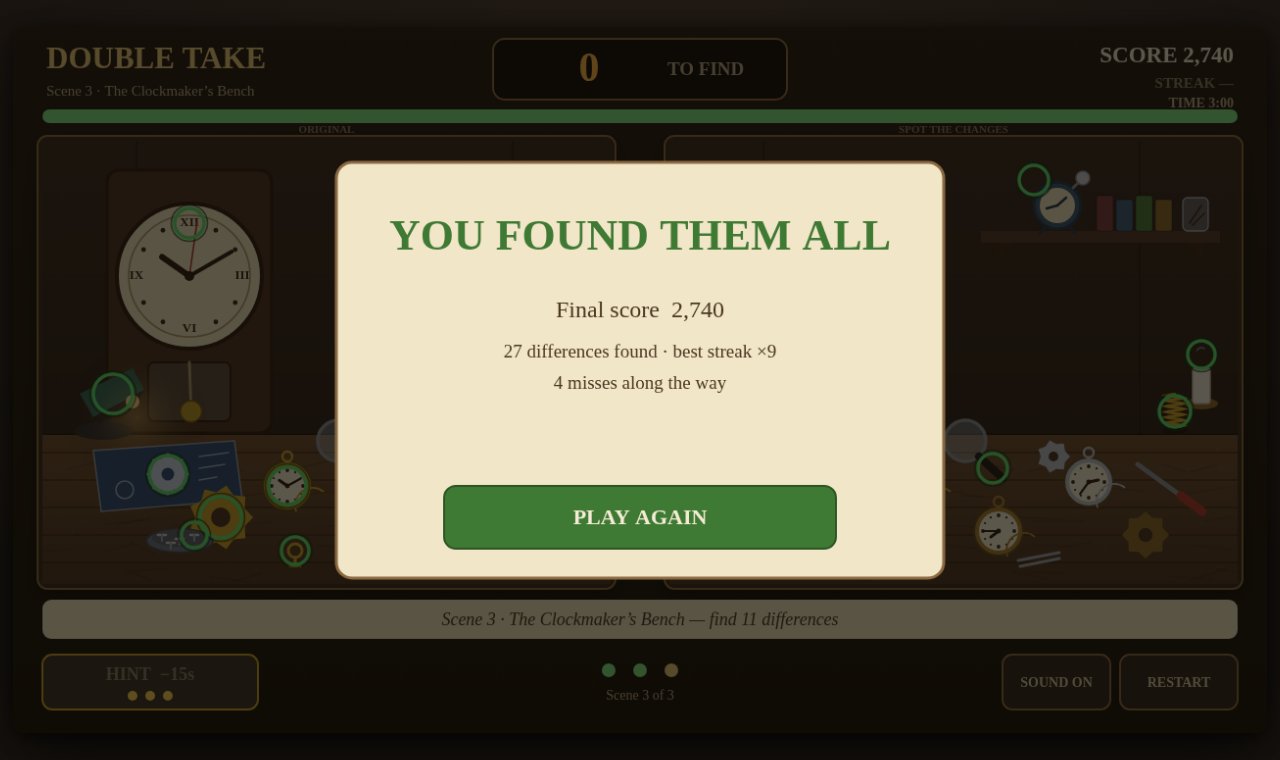 DOUBLE TAKE
Scene 3 · The Clockmaker’s Bench
0 TO FIND
SCORE 2,740
STREAK —
TIME 3:00
ORIGINAL
SPOT THE CHANGES
XII
IX
III
VI
YOU FOUND THEM ALL
Final score 2,740
27 differences found · best streak ×9
4 misses along the way
PLAY AGAIN
Scene 3 · The Clockmaker’s Bench — find 11 differences
HINT −15s
Scene 3 of 3
SOUND ON
RESTART